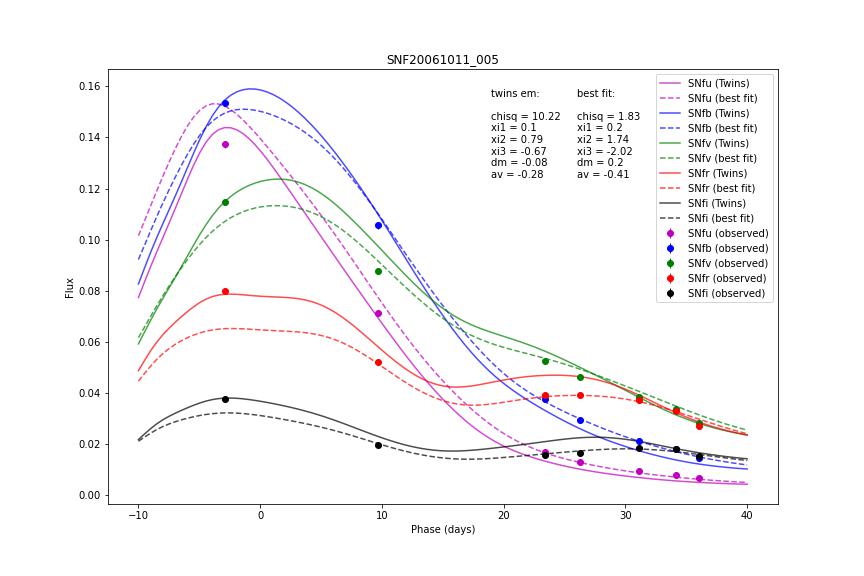 SNF20061011_005
twins em: best fit:
chisq = 10.22 chisq = 1.83
xi1 = 0.1 xi1 = 0.2
xi2 = 0.79 xi2 = 1.74
xi3 = -0.67 xi3 = -2.02
dm = -0.08 dm = 0.2
av = -0.28 av = -0.41
SNfu (Twins)
SNfu (best fit)
SNfb (Twins)
SNfb (best fit)
SNfv (Twins)
SNfv (best fit)
SNfr (Twins)
SNfr (best fit)
SNfi (Twins)
SNfi (best fit)
SNfu (observed)
SNfb (observed)
SNfv (observed)
SNfr (observed)
SNfi (observed)
Flux
0.16
0.14
0.12
0.10
0.08
0.06
0.04
0.02
0.00
−10 0 10 20 30 40
Phase (days)